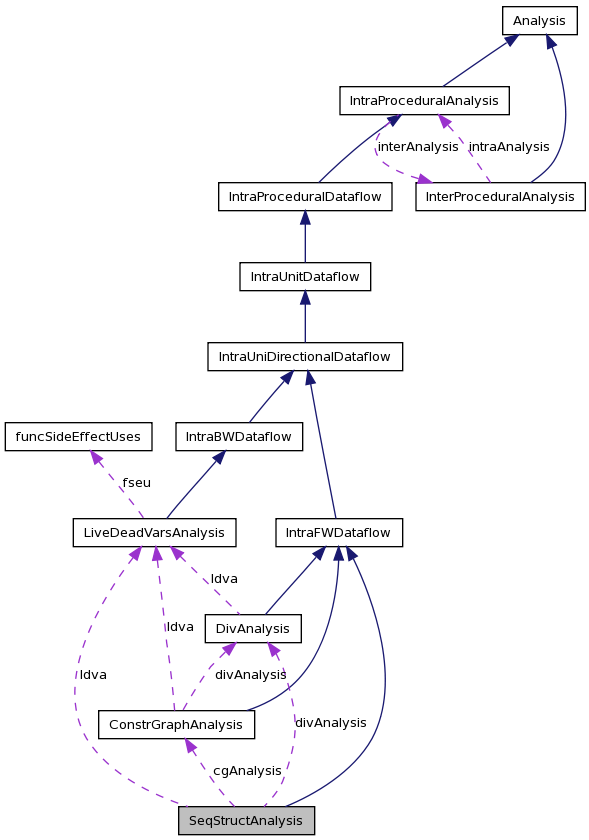 Analysis
IntraProceduralAnalysis
interAnalysis
intraAnalysis
IntraProceduralDataflow
InterProceduralAnalysis
IntraUnitDataflow
IntraUniDirectionalDataflow
funcSideEffectUses
IntraBWDataflow
fseu
LiveDeadVarsAnalysis
IntraFWDataflow
ldva
DivAnalysis
ldva
ldva
divAnalysis
ConstrGraphAnalysis
divAnalysis
cgAnalysis
SeqStructAnalysis